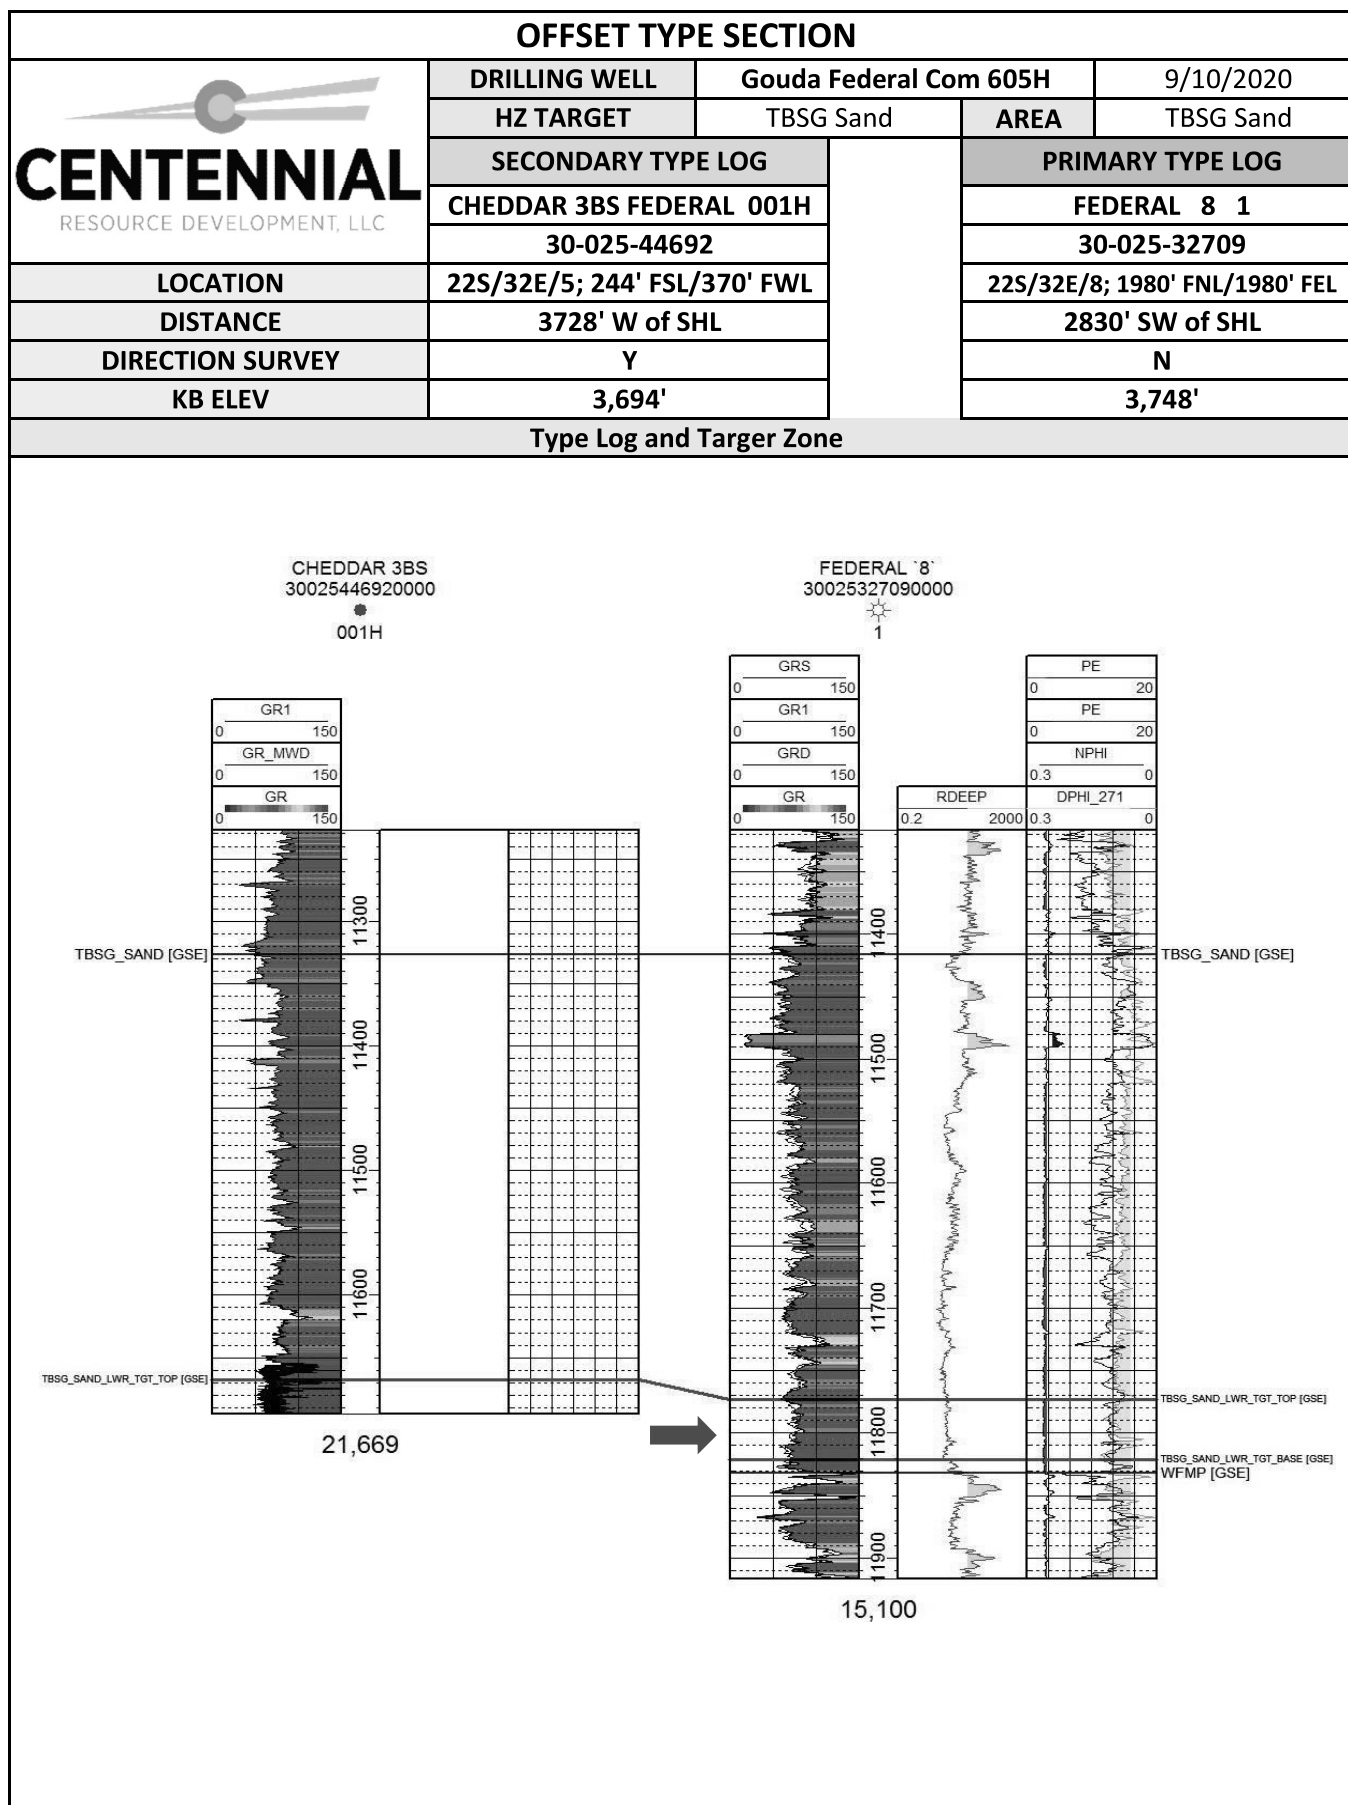 OFFSET TYPE SECTION
CENTENNIAL
RESOURCE DEVELOPMENT, LLC
DRILLING WELL Gouda Federal Com 605H 9/10/2020
HZ TARGET TBSG Sand AREA TBSG Sand
SECONDARY TYPE LOG PRIMARY TYPE LOG
CHEDDAR 3BS FEDERAL 001H FEDERAL 8 1
30-025-44692 30-025-32709
LOCATION 22S/32E/5; 244' FSL/370' FWL 22S/32E/8; 1980' FNL/1980' FEL
DISTANCE 3728' W of SHL 2830' SW of SHL
DIRECTION SURVEY Y N
KB ELEV 3,694' 3,748'
Type Log and Targer Zone
CHEDDAR 3BS
30025446920000
001H
GR1
0 150
GR_MWD
0 150
GR
0 150
11300
11400
11500
11600
TBSG_SAND [GSE]
TBSG_SAND_LWR_TGT_TOP [GSE]
21,669
FEDERAL `8`
30025327090000
1
GRS
0 150
GR1
0 150
GRD
0 150
GR
0 150
RDEEP
0.2 2000
PE
0 20
PE
0 20
NPHI
0.3 0
DPHI_271
0.3 0
11400
11500
11600
11700
11800
11900
TBSG_SAND [GSE]
TBSG_SAND_LWR_TGT_TOP [GSE]
TBSG_SAND_LWR_TGT_BASE [GSE]
WFMP [GSE]
15,100